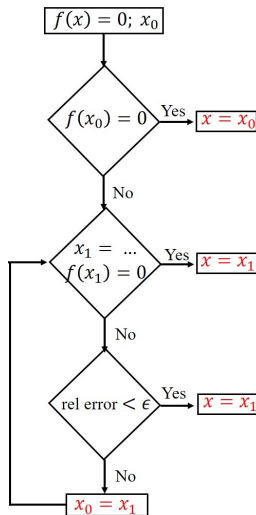 f(x) = 0; x₀
f(x₀) = 0
Yes
x = x₀
No
x₁ = ...
f(x₁) = 0
Yes
x = x₁
No
rel error < ϵ
Yes
x = x₁
No
x₀ = x₁